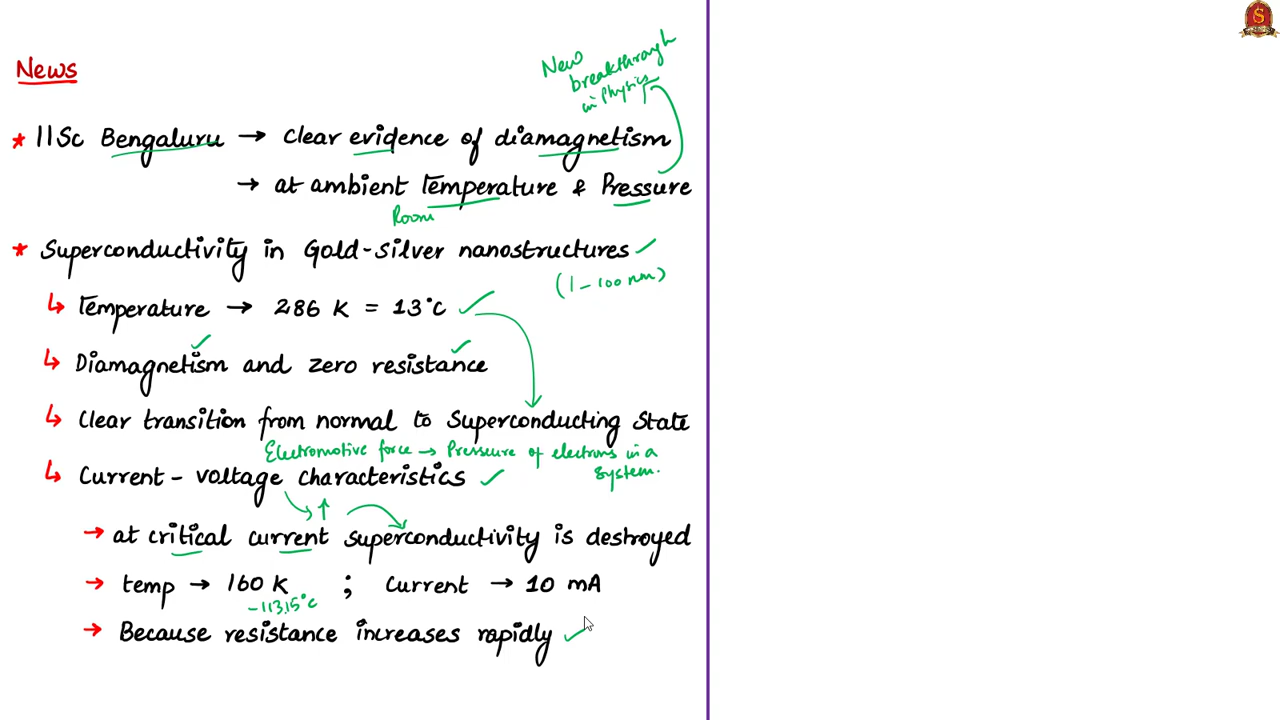 News
New
breakthrough
in Physics
* IISc Bengaluru → clear evidence of diamagnetism
→ at ambient Temperature & Pressure
Room
* Superconductivity in Gold-Silver nanostructures ✓
(1-100 nm)
↳ Temperature → 286 K = 13°C ✓
↳ Diamagnetism and zero resistance
↳ Clear transition from normal to Superconducting State
Electromotive force → Pressure of electrons in a
system.
↳ Current - voltage characteristics ✓
→ at critical current superconductivity is destroyed
→ temp → 160 K ; Current → 10 mA
-113.15°C
→ Because resistance increases rapidly ✓
S